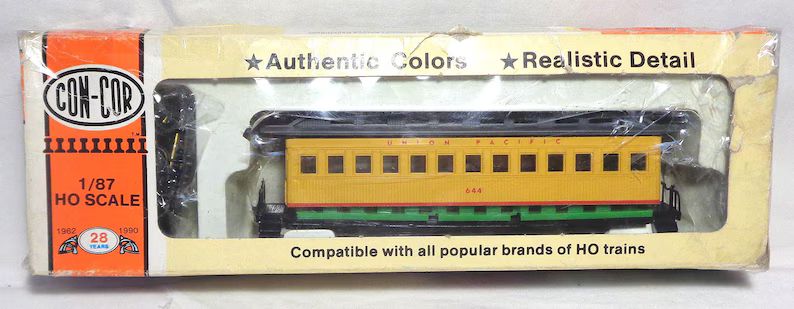 ★Authentic Colors ★Realistic Detail
CON-COR
TM
1/87
HO SCALE
1962 28 YEARS 1990
UNION PACIFIC
644
Compatible with all popular brands of HO trains